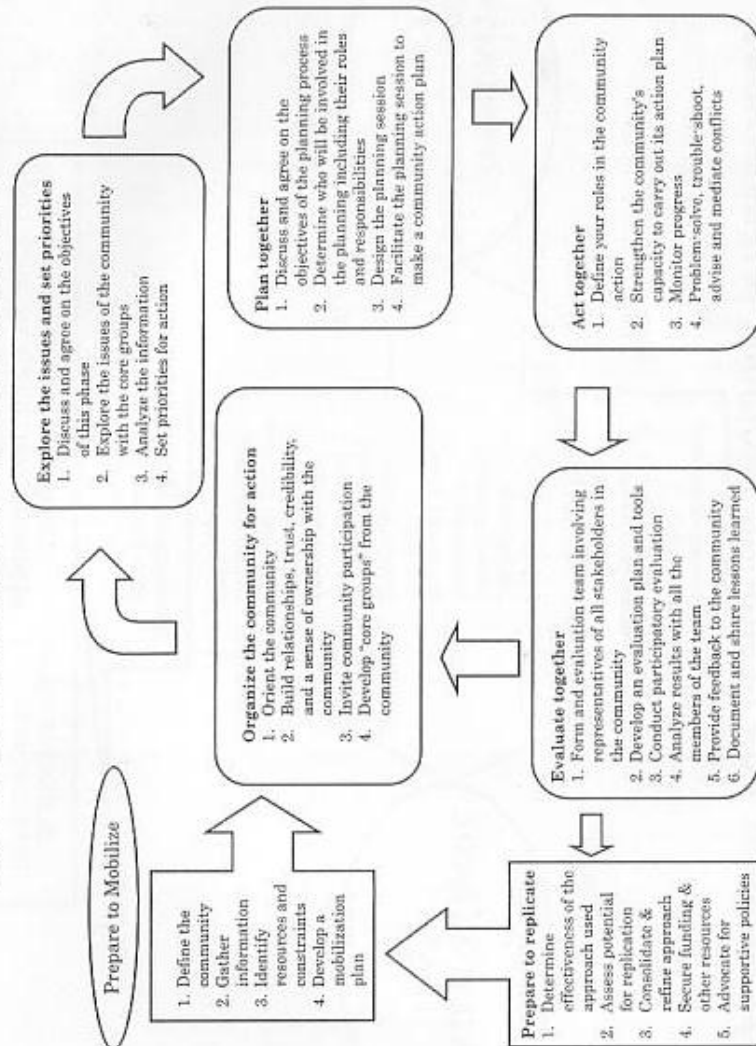 Prepare to Mobilize
1. Define the
community
2. Gather
information
3. Identify
resources and
constraints
4. Develop a
mobilization
plan
Organize the community for action
1. Orient the community
2. Build relationships, trust, credibility,
and a sense of ownership with the
community
3. Invite community participation
4. Develop "core groups" from the
community
Explore the issues and set priorities
1. Discuss and agree on the objectives
of this phase
2. Explore the issues of the community
with the core groups
3. Analyze the information
4. Set priorities for action
Plan together
1. Discuss and agree on the
objectives of the planning process
2. Determine who will be involved in
the planning including their roles
and responsibilities
3. Design the planning session
4. Facilitate the planning session to
make a community action plan
Act together
1. Define your roles in the community
action
2. Strengthen the community's
capacity to carry out its action plan
3. Monitor progress
4. Problem-solve, trouble-shoot,
advise and mediate conflicts
Evaluate together
1. Form and evaluation team involving
representatives of all stakeholders in
the community
2. Develop an evaluation plan and tools
3. Conduct participatory evaluation
4. Analyze results with all the
members of the team
5. Provide feedback to the community
6. Document and share lessons learned
Prepare to replicate
1. Determine
effectiveness of the
approach used
2. Assess potential
for replication
3. Consolidate &
refine approach
4. Secure funding &
other resources
5. Advocate for
supportive policies